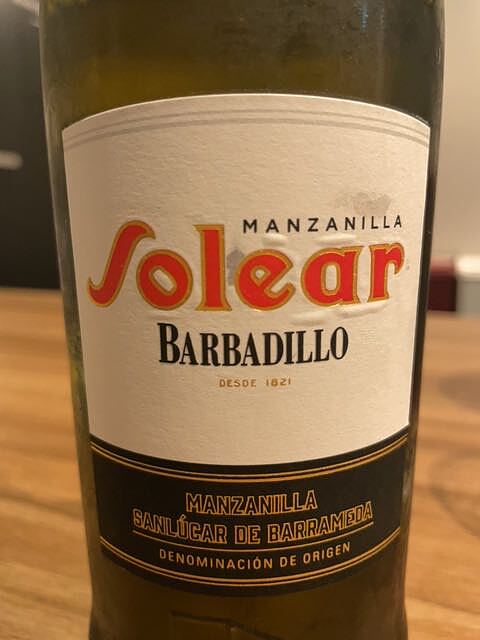 MANZANILLA
Solear
BARBADILLO
DESDE 1821
MANZANILLA
SANLÚCAR DE BARRAMEDA
DENOMINACIÓN DE ORIGEN